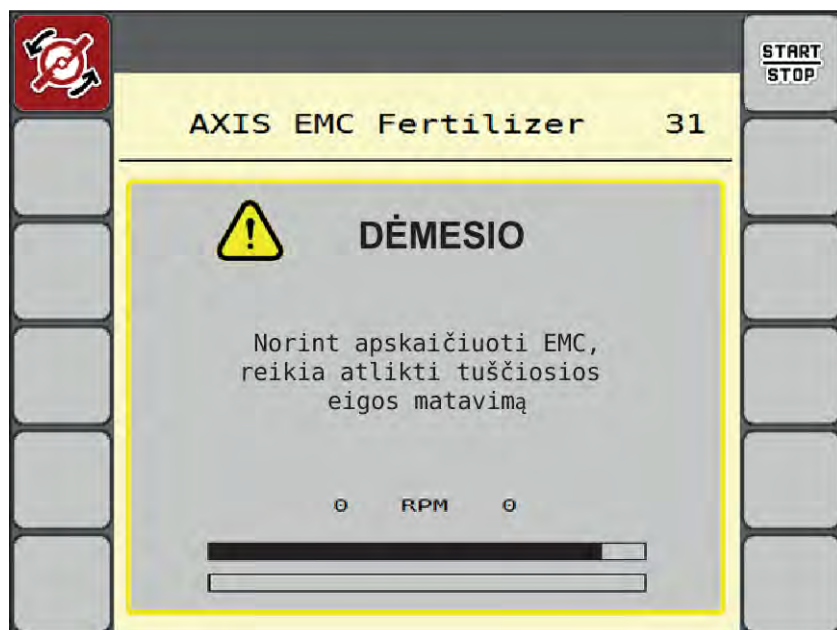 START
STOP
AXIS EMC Fertilizer 31
DĖMESIO
Norint apskaičiuoti EMC,
reikia atlikti tuščiosios
eigos matavimą
0 RPM 0